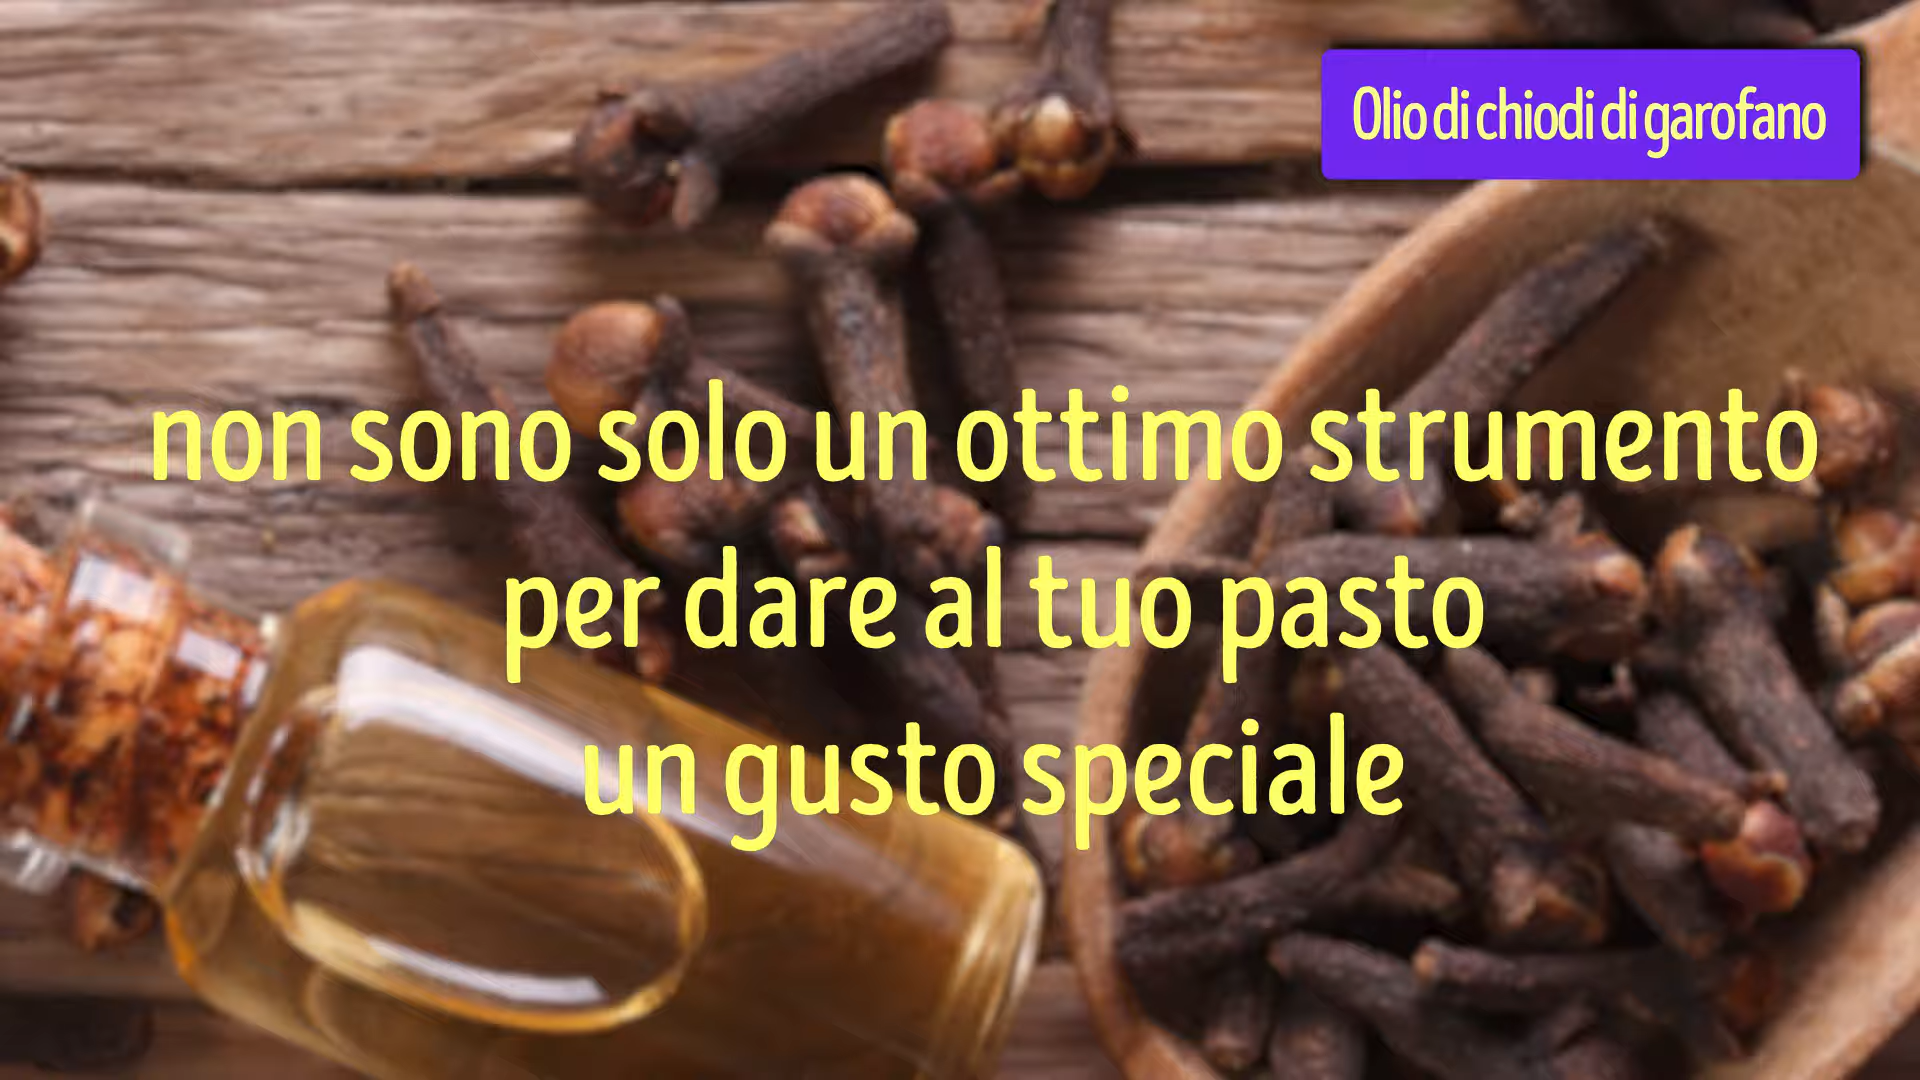 Olio di chiodi di garofano
non sono solo un ottimo strumento
per dare al tuo pasto
un gusto speciale